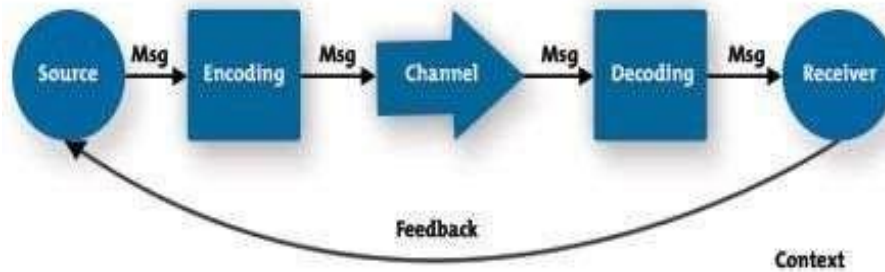 Msg Msg Msg Msg
Source Encoding Channel Decoding Receiver
Feedback
Context